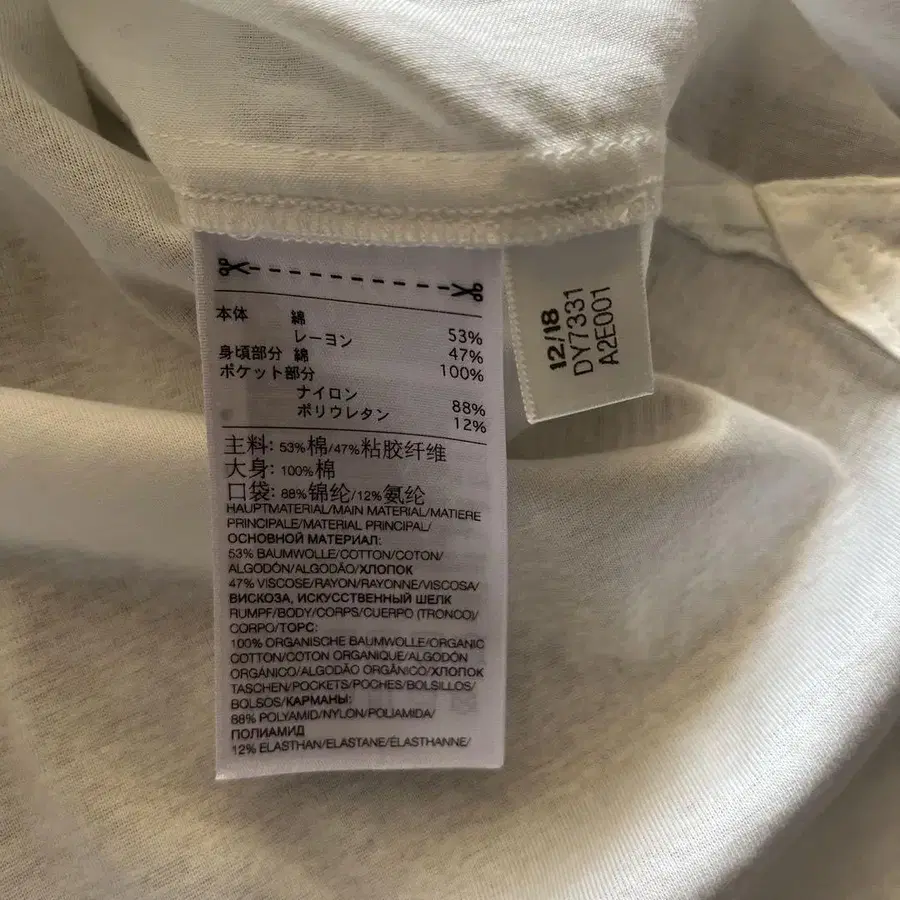 本体 綿 53%
レーヨン 47%
身頃部分 綿 100%
ポケット部分
ナイロン 88%
ポリウレタン 12%
主料: 53%棉/47%粘胶纤维
大身: 100%棉
口袋: 88%锦纶/12%氨纶
HAUPTMATERIAL/MAIN MATERIAL/MATIERE
PRINCIPALE/MATERIAL PRINCIPAL/
ОСНОВНОЙ МАТЕРИАЛ:
53% BAUMWOLLE/COTTON/COTON/
ALGODÓN/ALGODÃO/ХЛОПОК
47% VISCOSE/RAYON/RAYONNE/VISCOSA/
ВИСКОЗА, ИСКУССТВЕННЫЙ ШЕЛК
RUMPF/BODY/CORPS/CUERPO (TRONCO)/
CORPO/ТОРС:
100% ORGANISCHE BAUMWOLLE/ORGANIC
COTTON/COTON ORGANIQUE/ALGODÓN
ORGÁNICO/ALGODÃO ORGÂNICO/ХЛОПОК
TASCHEN/POCKETS/POCHES/BOLSILLOS/
BOLSOS/КАРМАНЫ:
88% POLYAMID/NYLON/POLIAMIDA/
ПОЛИАМИД
12% ELASTHAN/ELASTANE/ÉLASTHANNE/
12/18
DY7331
A2E001